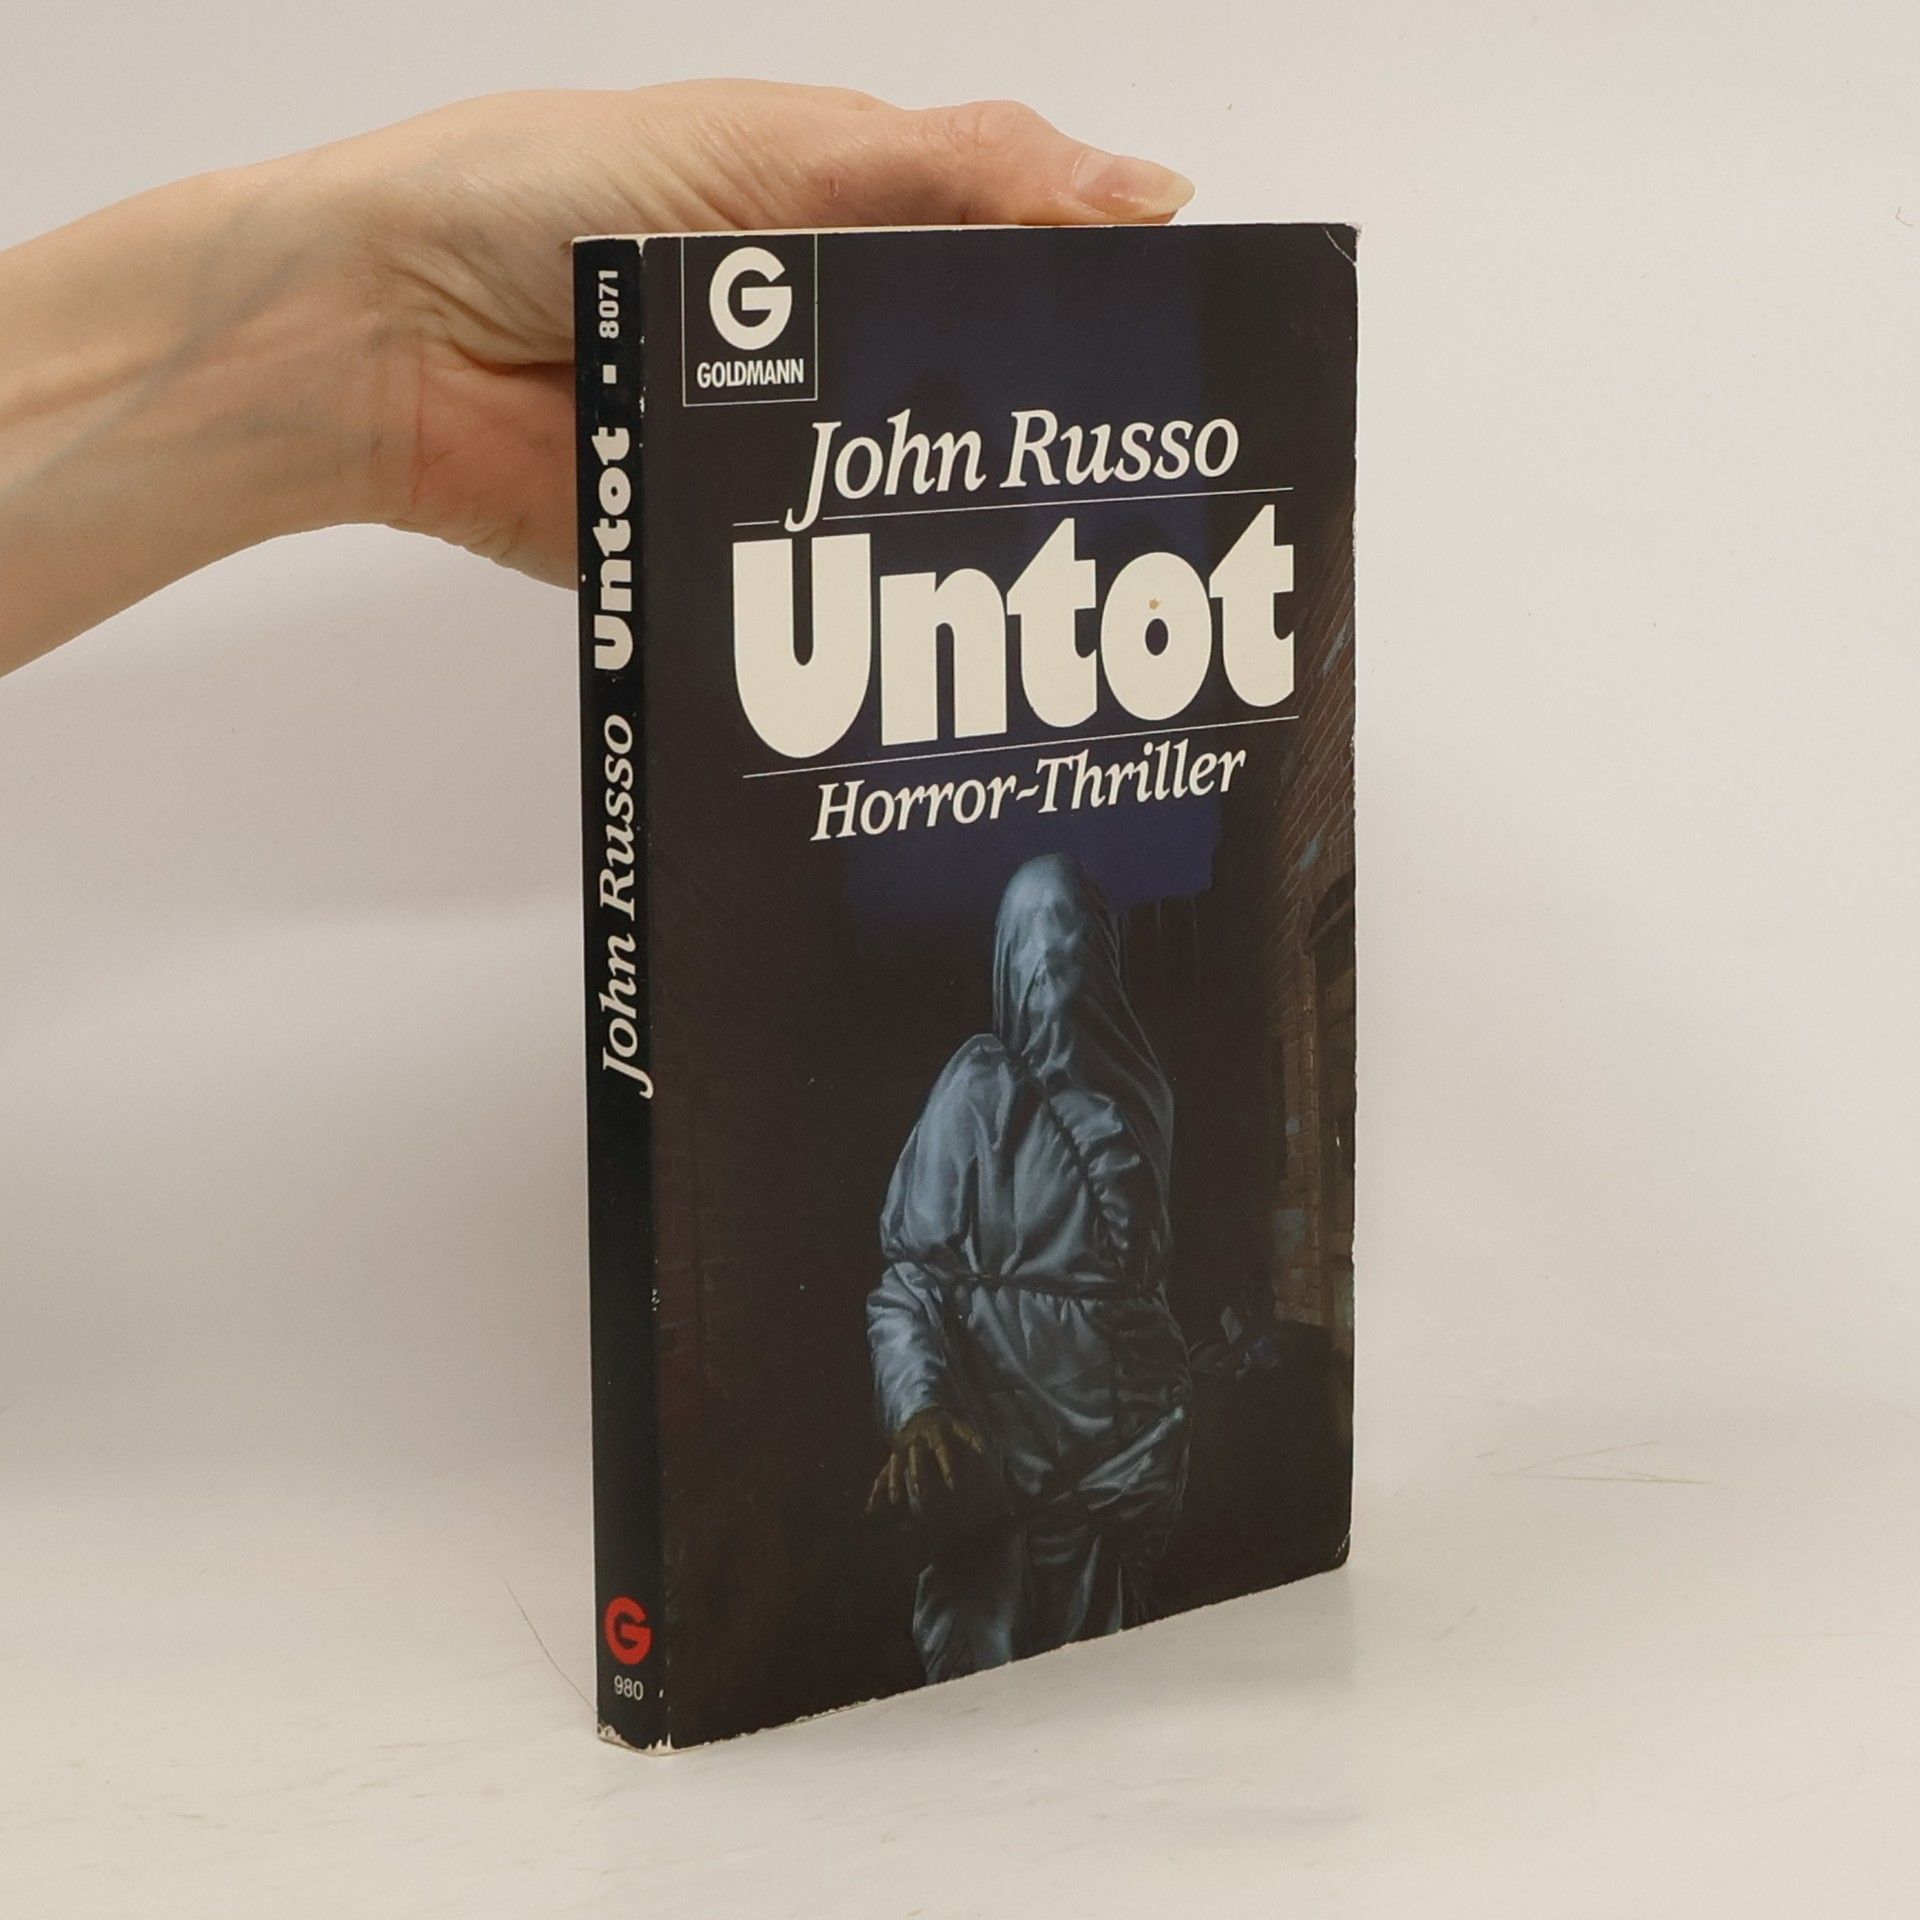 G
GOLDMANN
John Russo
Untot
Horror-Thriller
John Russo Untot ▪ 8071
G
980